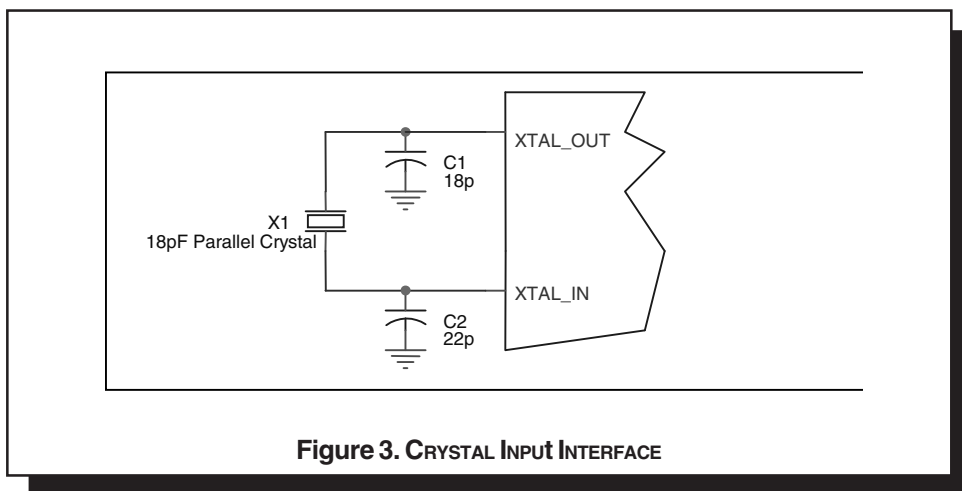 XTAL_OUT
C1
18p
X1
18pF Parallel Crystal
XTAL_IN
C2
22p
Figure 3. CRYSTAL INPUT INTERFACE